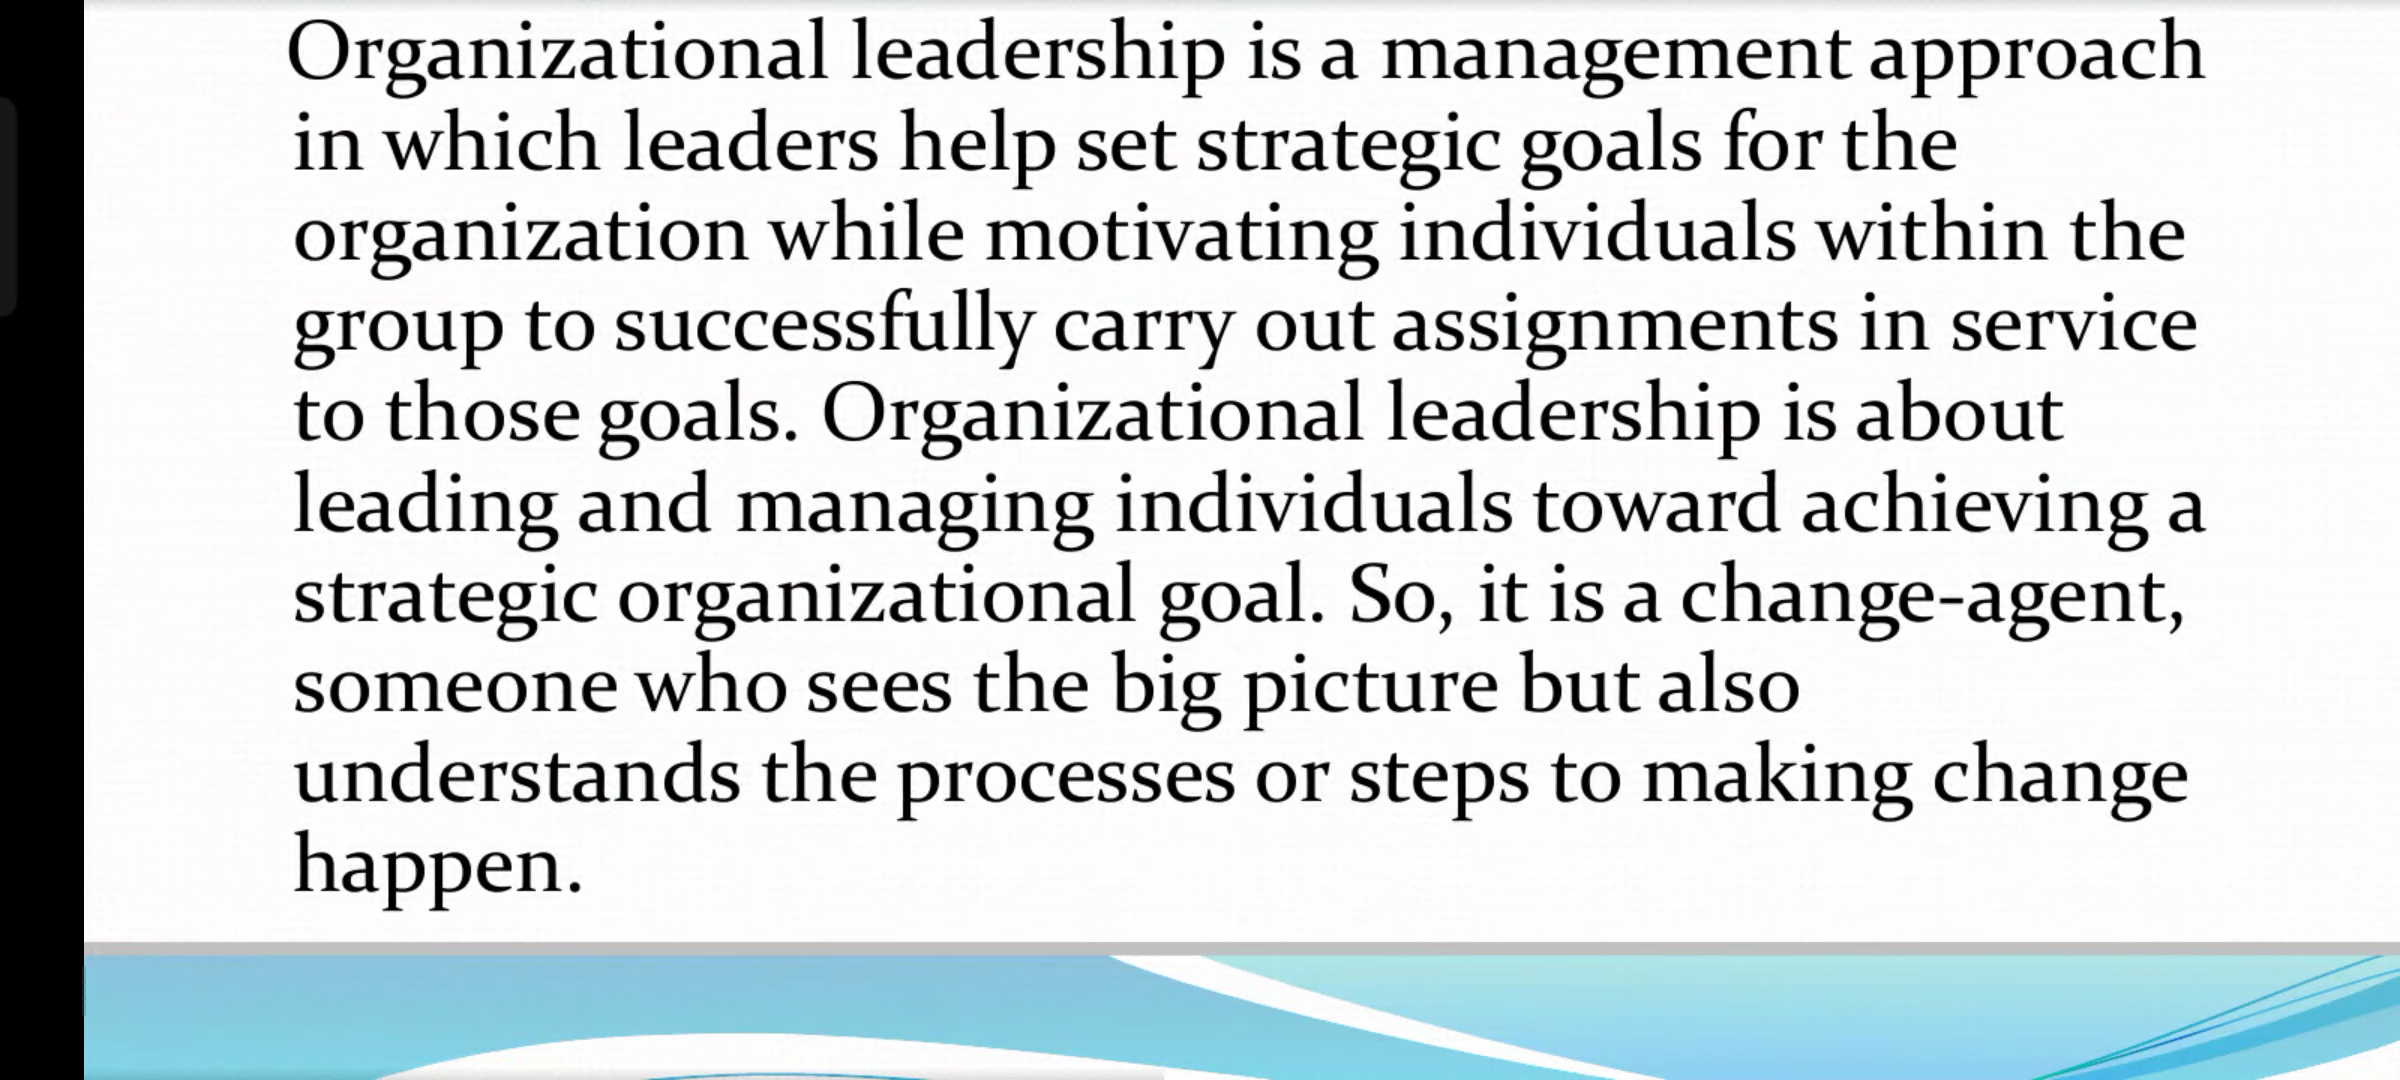 Organizational leadership is a management approach
in which leaders help set strategic goals for the
organization while motivating individuals within the
group to successfully carry out assignments in service
to those goals. Organizational leadership is about
leading and managing individuals toward achieving a
strategic organizational goal. So, it is a change-agent,
someone who sees the big picture but also
understands the processes or steps to making change
happen.